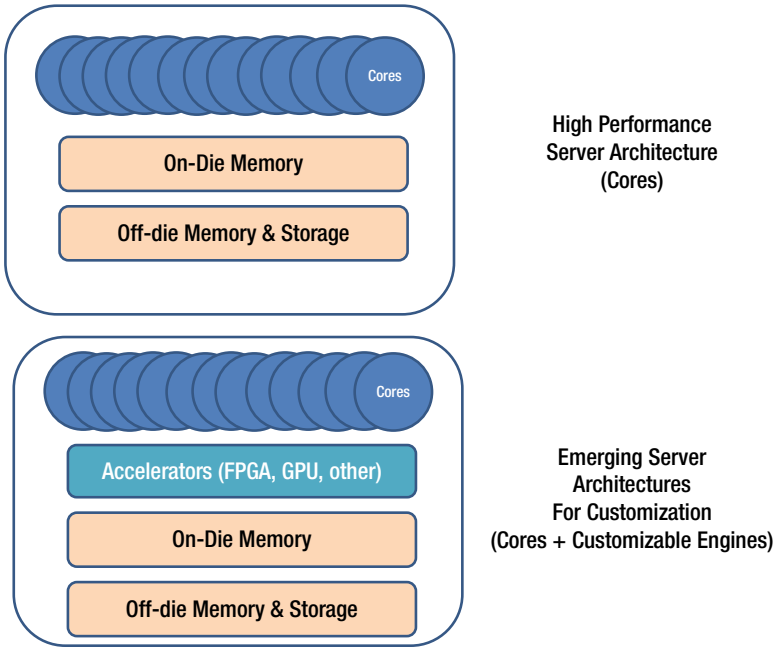 Cores
On-Die Memory
Off-die Memory & Storage
High Performance
Server Architecture
(Cores)
Cores
Accelerators (FPGA, GPU, other)
On-Die Memory
Off-die Memory & Storage
Emerging Server
Architectures
For Customization
(Cores + Customizable Engines)